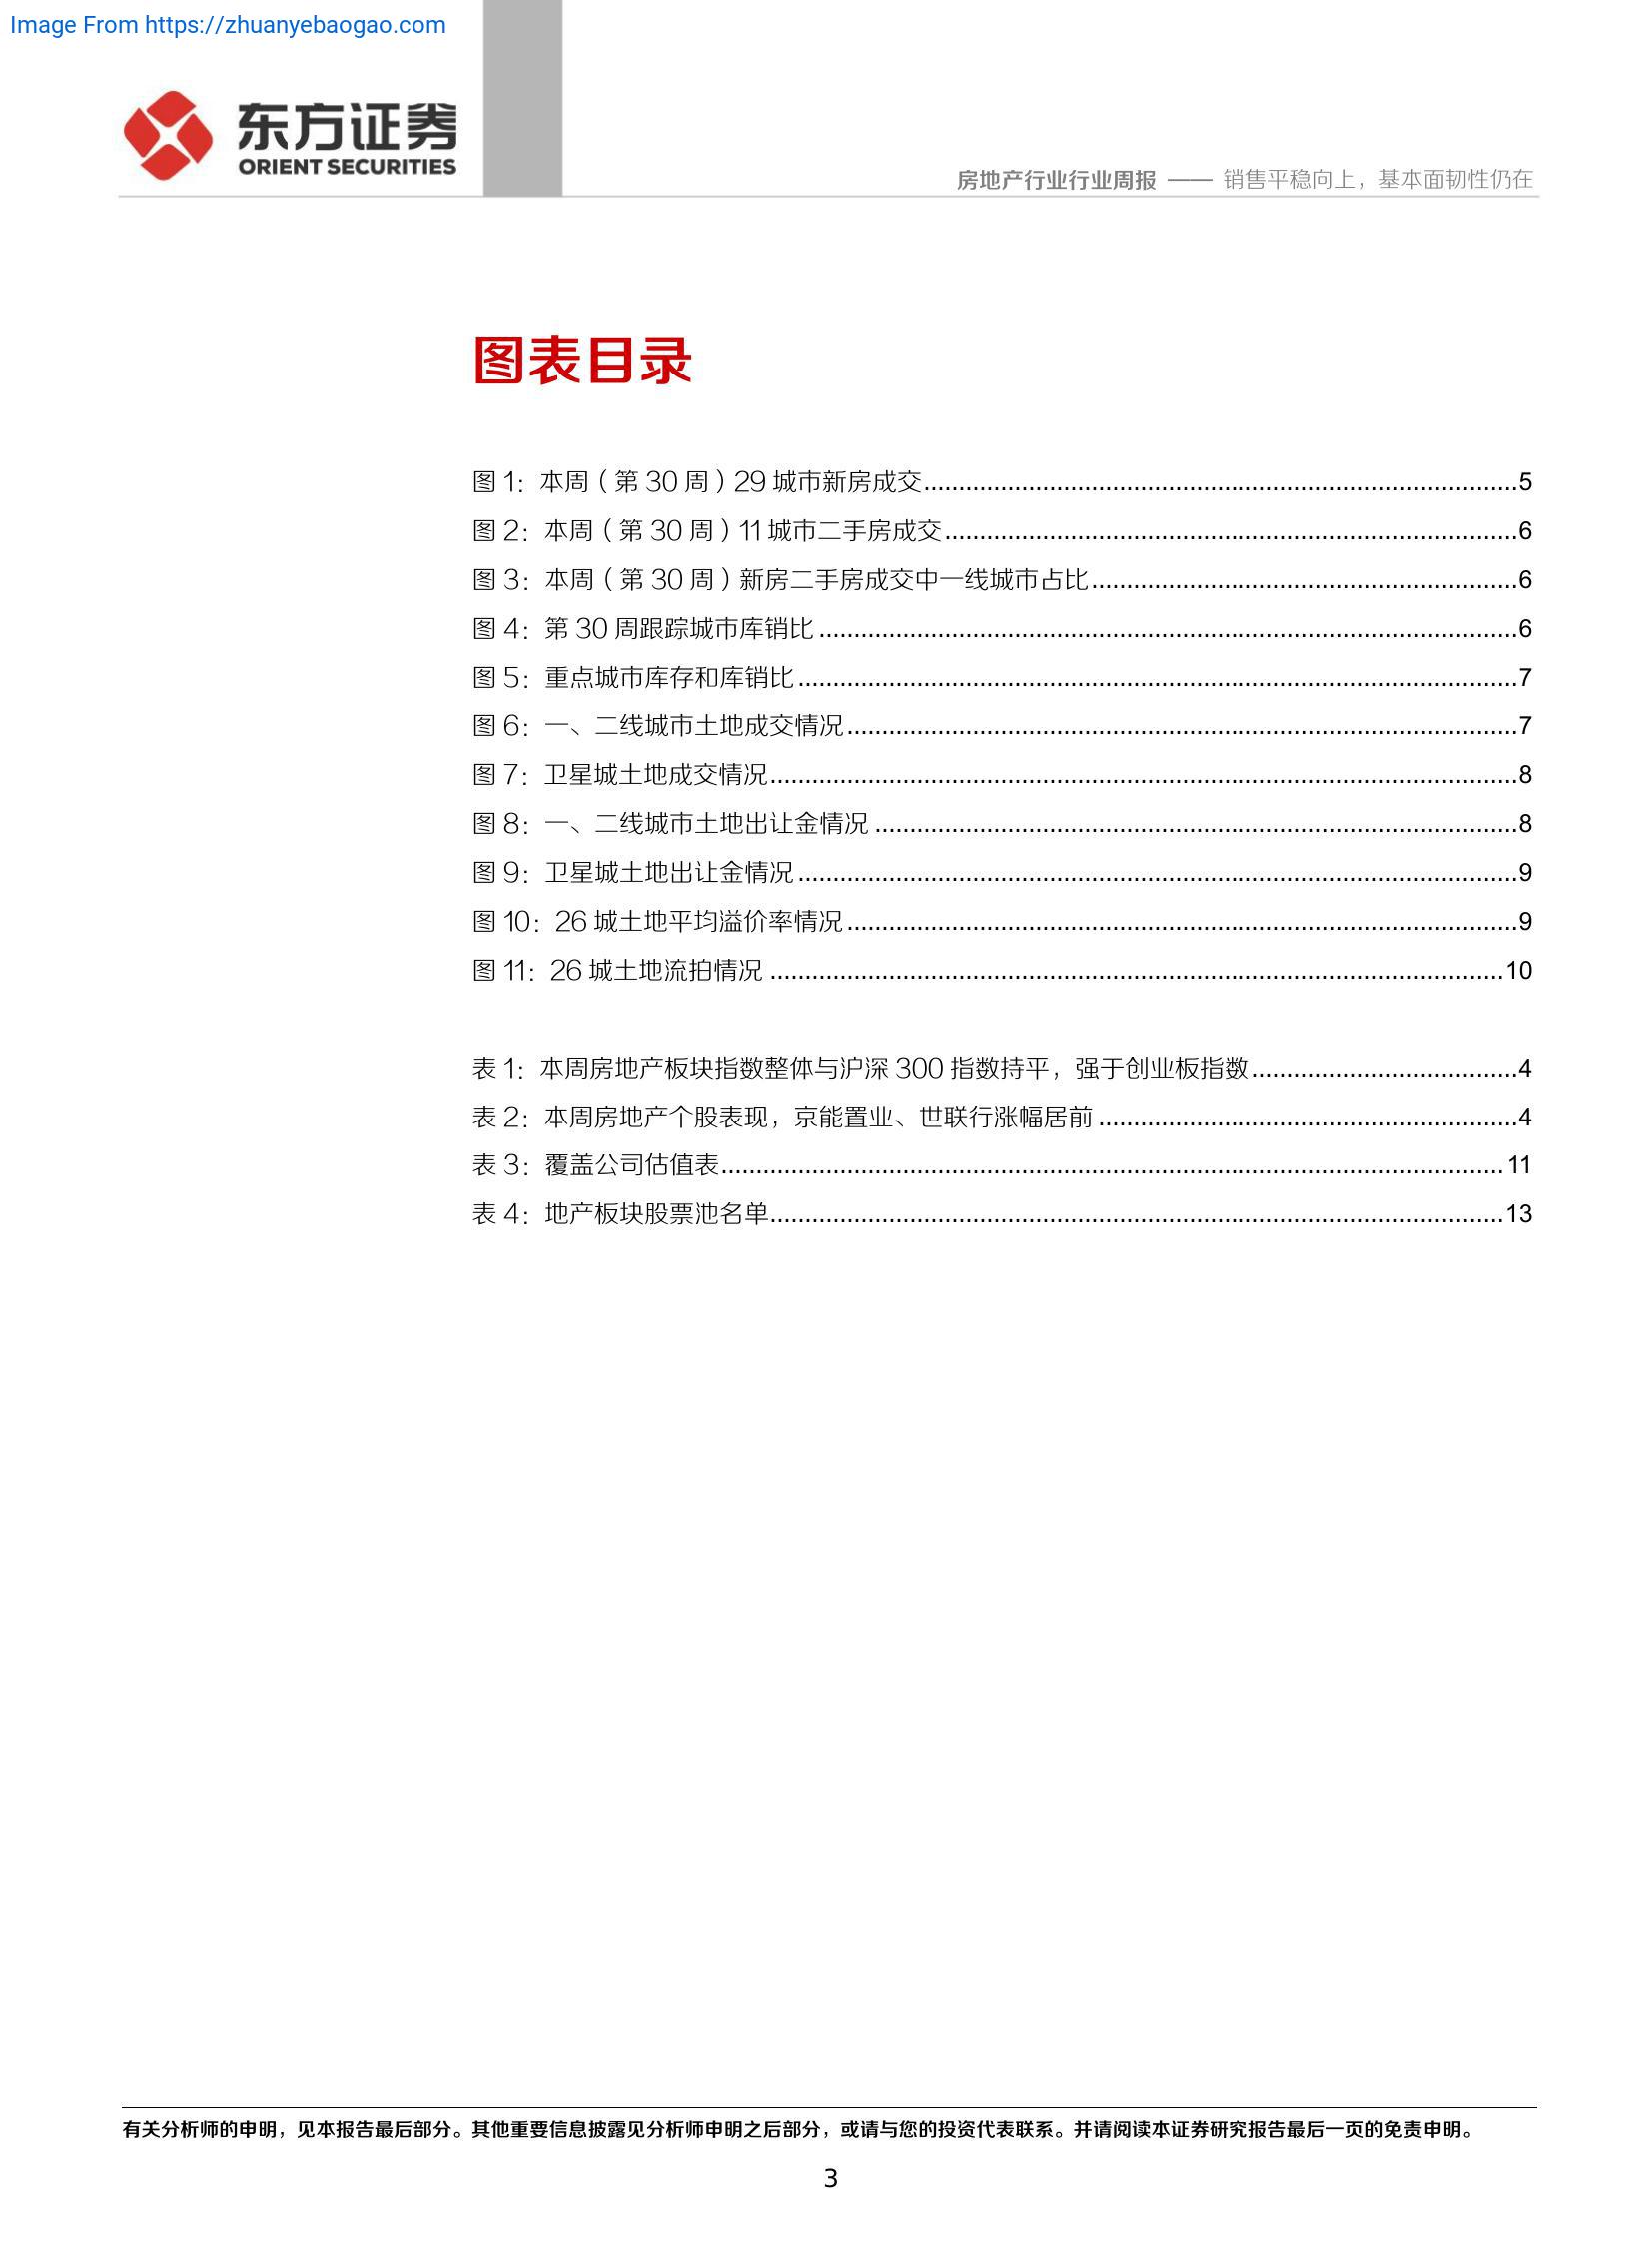 Image From https://zhuanyebaogao.com
东方证券
ORIENT SECURITIES
房地产行业行业周报 —— 销售平稳向上，基本面韧性仍在
图表目录
图 1：本周（第 30 周）29 城市新房成交........................................5
图 2：本周（第 30 周）11 城市二手房成交........................................6
图 3：本周（第 30 周）新房二手房成交中一线城市占比........................................6
图 4：第 30 周跟踪城市库销比........................................6
图 5：重点城市库存和库销比........................................7
图 6：一、二线城市土地成交情况........................................7
图 7：卫星城土地成交情况........................................8
图 8：一、二线城市土地出让金情况........................................8
图 9：卫星城土地出让金情况........................................9
图 10：26 城土地平均溢价率情况........................................9
图 11：26 城土地流拍情况........................................10
表 1：本周房地产板块指数整体与沪深 300 指数持平，强于创业板指数........................................4
表 2：本周房地产个股表现，京能置业、世联行涨幅居前........................................4
表 3：覆盖公司估值表........................................11
表 4：地产板块股票池名单........................................13
有关分析师的申明，见本报告最后部分。其他重要信息披露见分析师申明之后部分，或请与您的投资代表联系。并请阅读本证券研究报告最后一页的免责申明。
3